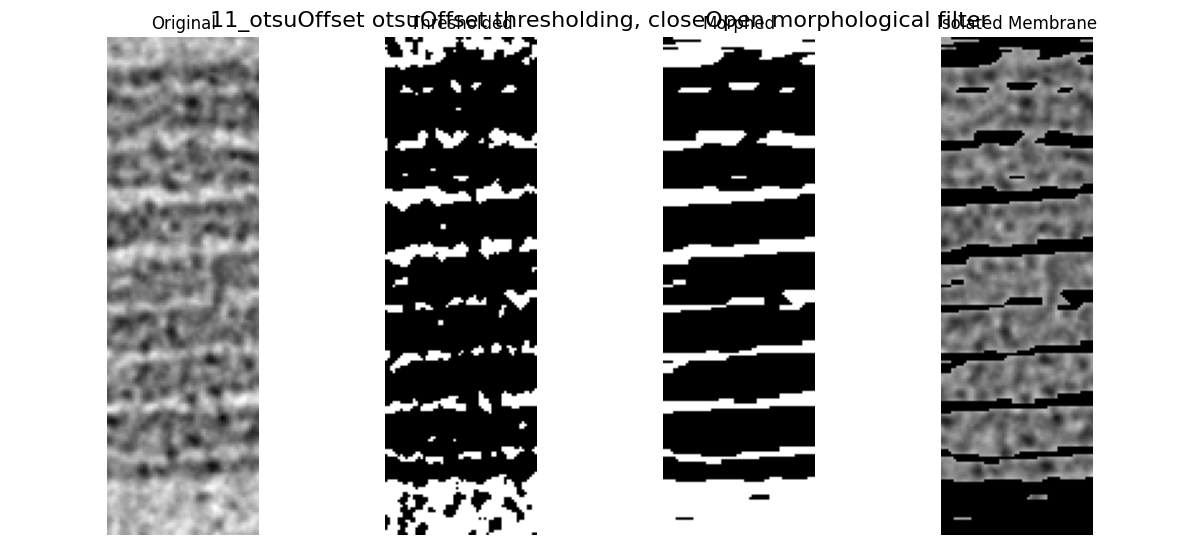 11_otsuOffset otsuOffset thresholding, closeOpen morphological filter
Original
Thresholded
Morphed
Isolated Membrane